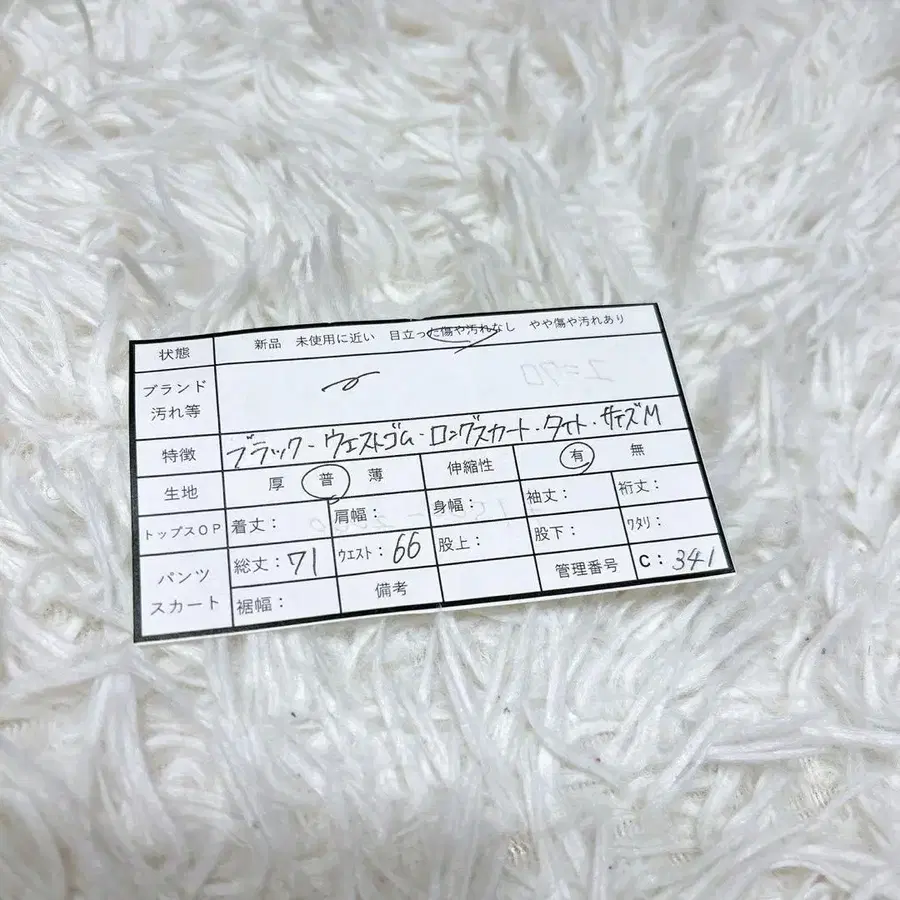 状態 新品 未使用に近い 目立った傷や汚れなし やや傷や汚れあり
ブランド
汚れ等
特徴 ブラック・ウエストゴム・ロングスカート・タイト・サイズM
生地 厚 普 薄 伸縮性 有 無
トップスOP 着丈: 肩幅: 身幅: 袖丈: 裄丈:
パンツ 総丈:71 ウエスト:66 股上: 股下: ワタリ:
スカート 裾幅: 備考 管理番号 C:341